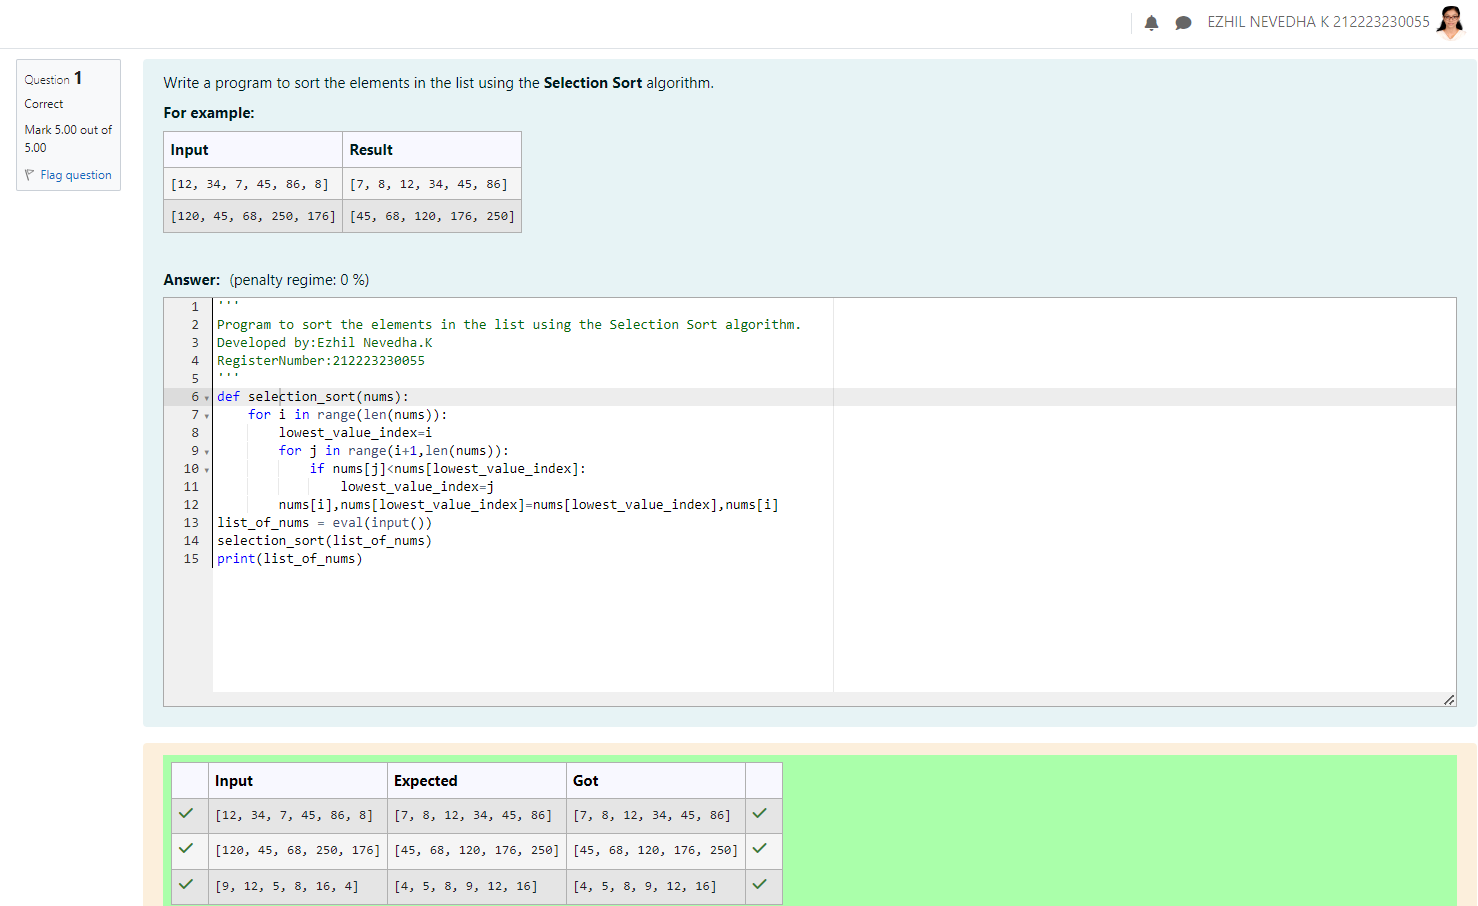 EZHIL NEVEDHA K 212223230055
Question 1
Correct
Mark 5.00 out of
5.00
Flag question
Write a program to sort the elements in the list using the Selection Sort algorithm.
For example:
Input Result
[12, 34, 7, 45, 86, 8] [7, 8, 12, 34, 45, 86]
[120, 45, 68, 250, 176] [45, 68, 120, 176, 250]
Answer: (penalty regime: 0 %)
1 '''
2 Program to sort the elements in the list using the Selection Sort algorithm.
3 Developed by:Ezhil Nevedha.K
4 RegisterNumber:212223230055
5 '''
6 def selection_sort(nums):
7     for i in range(len(nums)):
8         lowest_value_index=i
9         for j in range(i+1,len(nums)):
10             if nums[j]<nums[lowest_value_index]:
11                 lowest_value_index=j
12         nums[i],nums[lowest_value_index]=nums[lowest_value_index],nums[i]
13 list_of_nums = eval(input())
14 selection_sort(list_of_nums)
15 print(list_of_nums)
Input Expected Got
[12, 34, 7, 45, 86, 8] [7, 8, 12, 34, 45, 86] [7, 8, 12, 34, 45, 86]
[120, 45, 68, 250, 176] [45, 68, 120, 176, 250] [45, 68, 120, 176, 250]
[9, 12, 5, 8, 16, 4] [4, 5, 8, 9, 12, 16] [4, 5, 8, 9, 12, 16]